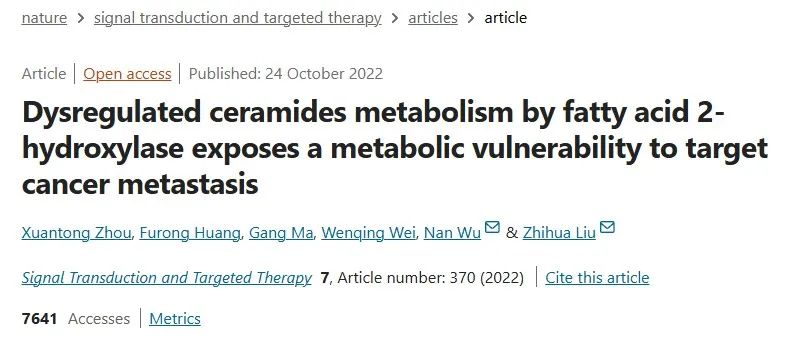 nature > signal transduction and targeted therapy > articles > article
Article | Open access | Published: 24 October 2022
Dysregulated ceramides metabolism by fatty acid 2-
hydroxylase exposes a metabolic vulnerability to target
cancer metastasis
Xuantong Zhou, Furong Huang, Gang Ma, Wenqing Wei, Nan Wu & Zhihua Liu
Signal Transduction and Targeted Therapy 7, Article number: 370 (2022) | Cite this article
7641 Accesses | Metrics